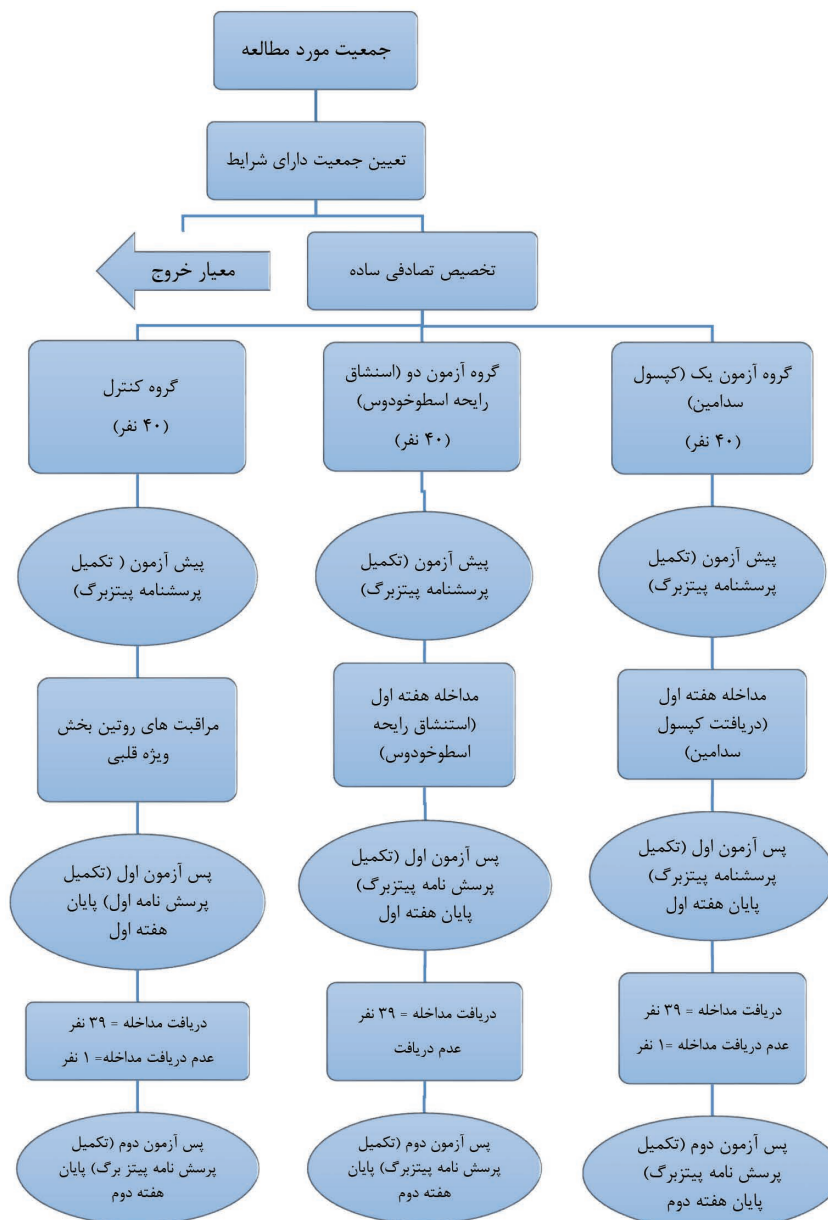 جمعیت مورد مطالعه
تعیین جمعیت دارای شرایط
تخصیص تصادفی ساده
معیار خروج
گروه آزمون یک (کپسول
سدامین)
(۴۰ نفر)
گروه آزمون دو (اسنشاق
رایحه اسطوخودوس)
(۴۰ نفر)
گروه کنترل
(۴۰ نفر)
پیش آزمون (تکمیل
پرسشنامه پیتزبرگ)
پیش آزمون (تکمیل
پرسشنامه پیتزبرگ)
پیش آزمون ( تکمیل
پرسشنامه پیتزبرگ)
مداخله هفته اول
(دریافتت کپسول
سدامین)
مداخله هفته اول
(استنشاق رایحه
اسطوخودوس)
مراقبت های روتین بخش
ویژه قلبی
پس آزمون اول (تکمیل
پرسشنامه پیتزبرگ)
پایان هفته اول
پس آزمون اول (تکمیل
پرسش نامه پیتزبرگ)
پایان هفته اول
پس آزمون اول (تکمیل
پرسش نامه اول) پایان
هفته اول
دریافت مداخله = ۳۹ نفر
عدم دریافت مداخله =۱ نفر
دریافت مداخله = ۳۹ نفر
عدم دریافت
دریافت مداخله = ۳۹ نفر
عدم دریافت مداخله= ۱ نفر
پس آزمون دوم (تکمیل
پرسش نامه پیتزبرگ)
پایان هفته دوم
پس آزمون دوم (تکمیل
پرسش نامه پیتزبرگ) پایان
هفته دوم
پس آزمون دوم (تکمیل
پرسش نامه پیتز برگ) پایان
هفته دوم